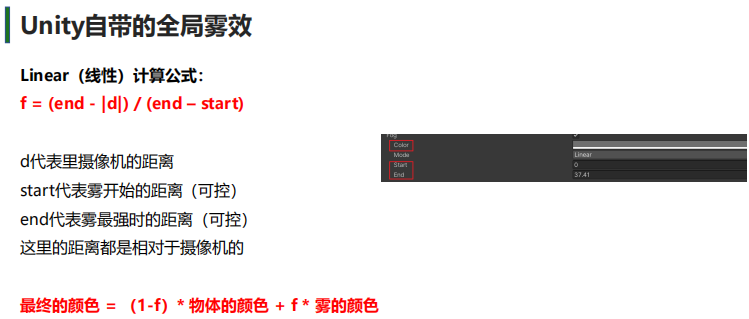 Unity自带的全局雾效
Linear（线性）计算公式：
f = (end - |d|) / (end – start)
d代表里摄像机的距离
start代表雾开始的距离（可控）
end代表雾最强时的距离（可控）
这里的距离都是相对于摄像机的
最终的颜色 = （1-f）* 物体的颜色 + f * 雾的颜色
Fog
Color
Mode Linear
Start 0
End 37.41